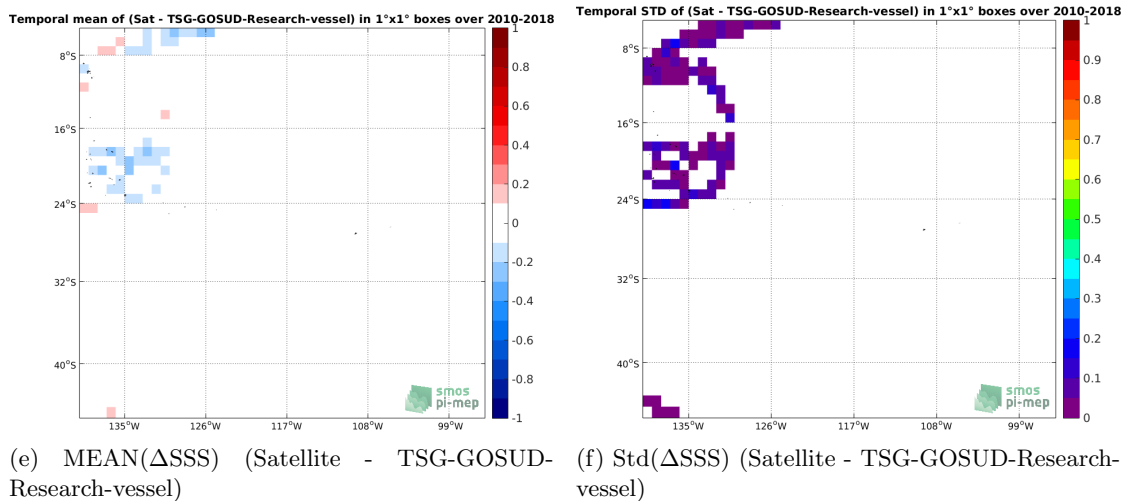 Temporal mean of (Sat - TSG-GOSUD-Research-vessel) in 1°x1° boxes over 2010-2018
8°S
16°S
24°S
32°S
40°S
135°W
126°W
117°W
108°W
99°W
1
0.8
0.6
0.4
0.2
0
-0.2
-0.4
-0.6
-0.8
-1
smos
pi-mep
(e) MEAN(ΔSSS) (Satellite - TSG-GOSUD-
Research-vessel)
Temporal STD of (Sat - TSG-GOSUD-Research-vessel) in 1°x1° boxes over 2010-2018
8°S
16°S
24°S
32°S
40°S
135°W
126°W
117°W
108°W
99°W
1
0.9
0.8
0.7
0.6
0.5
0.4
0.3
0.2
0.1
0
smos
pi-mep
(f) Std(ΔSSS) (Satellite - TSG-GOSUD-Research-
vessel)